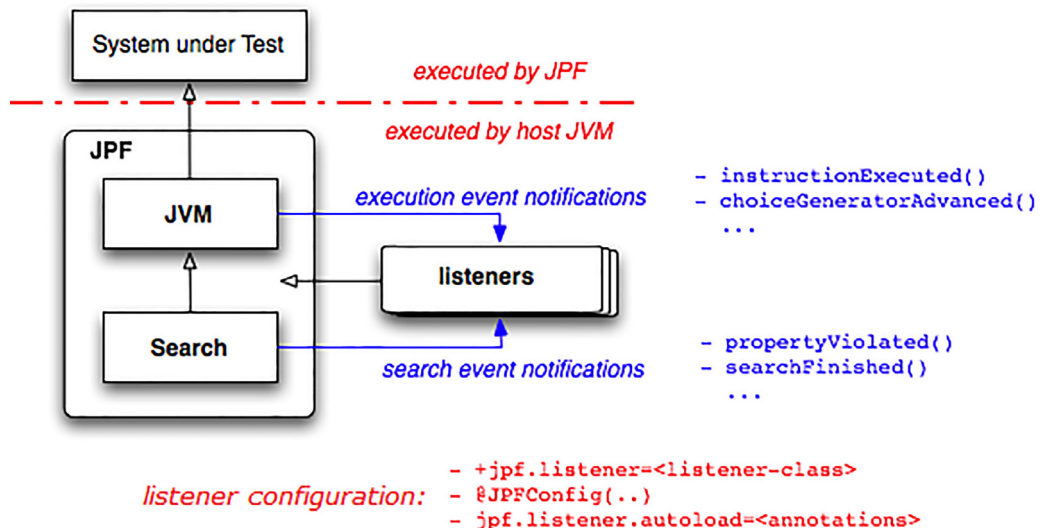 System under Test
executed by JPF
executed by host JVM
JPF
JVM
execution event notifications
- instructionExecuted()
- choiceGeneratorAdvanced()
...
listeners
Search
search event notifications
- propertyViolated()
- searchFinished()
...
listener configuration:
- +jpf.listener=<listener-class>
- @JPFConfig(..)
- jpf.listener.autoload=<annotations>